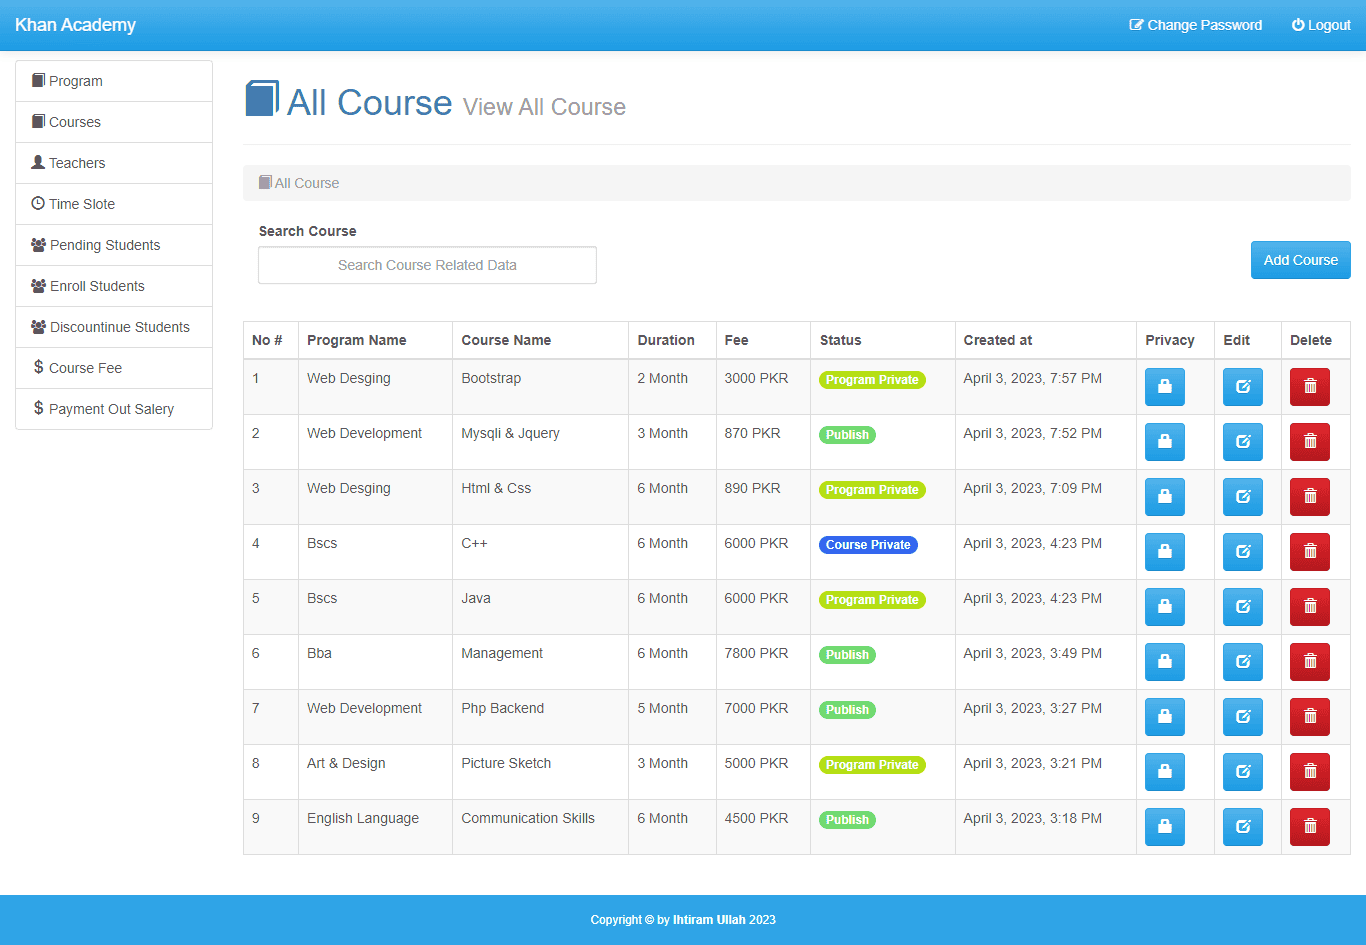 Khan Academy
Change Password
Logout
Program
Courses
Teachers
Time Slote
Pending Students
Enroll Students
Discountinue Students
$ Course Fee
$ Payment Out Salery
All Course View All Course
All Course
Search Course
Search Course Related Data
Add Course
No # Program Name Course Name Duration Fee Status Created at Privacy Edit Delete
1 Web Desging Bootstrap 2 Month 3000 PKR Program Private April 3, 2023, 7:57 PM
2 Web Development Mysqli & Jquery 3 Month 870 PKR Publish April 3, 2023, 7:52 PM
3 Web Desging Html & Css 6 Month 890 PKR Program Private April 3, 2023, 7:09 PM
4 Bscs C++ 6 Month 6000 PKR Course Private April 3, 2023, 4:23 PM
5 Bscs Java 6 Month 6000 PKR Program Private April 3, 2023, 4:23 PM
6 Bba Management 6 Month 7800 PKR Publish April 3, 2023, 3:49 PM
7 Web Development Php Backend 5 Month 7000 PKR Publish April 3, 2023, 3:27 PM
8 Art & Design Picture Sketch 3 Month 5000 PKR Program Private April 3, 2023, 3:21 PM
9 English Language Communication Skills 6 Month 4500 PKR Publish April 3, 2023, 3:18 PM
Copyright © by Ihtiram Ullah 2023